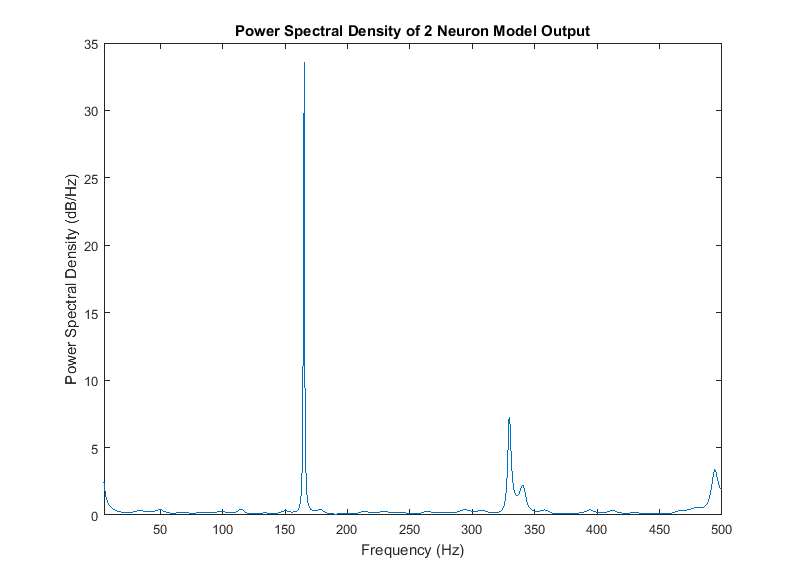 Power Spectral Density of 2 Neuron Model Output
35
30
25
20
15
10
5
0
Power Spectral Density (dB/Hz)
50 100 150 200 250 300 350 400 450 500
Frequency (Hz)